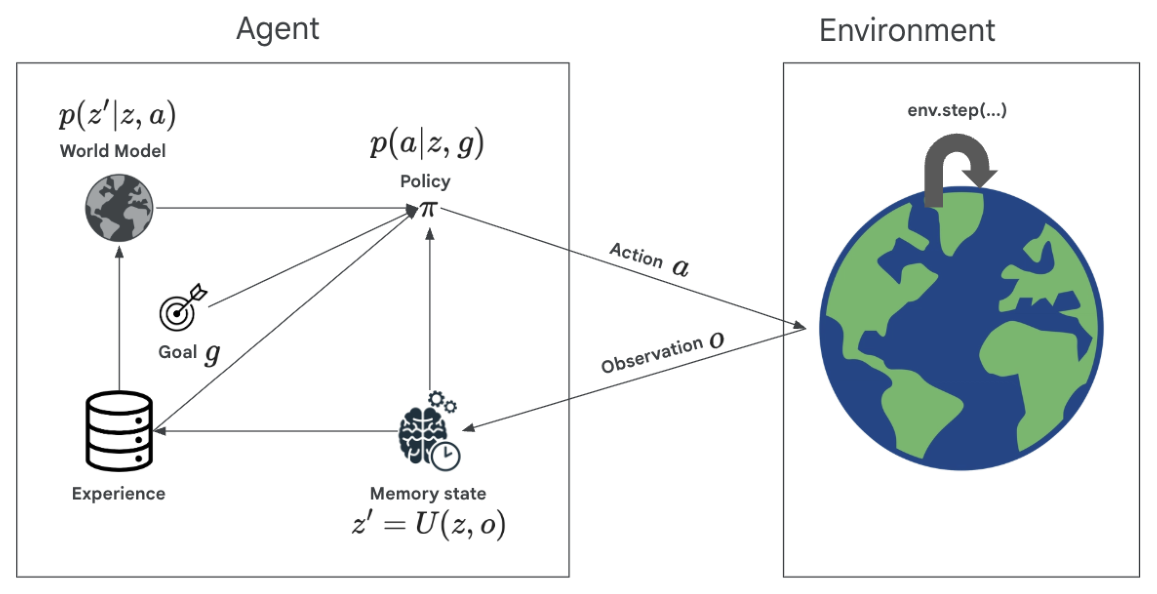 Agent
Environment
p(z′|z, a)
World Model
p(a|z, g)
Policy
π
env.step(...)
Action a
Goal g
Observation o
Experience
Memory state
z′ = U(z, o)